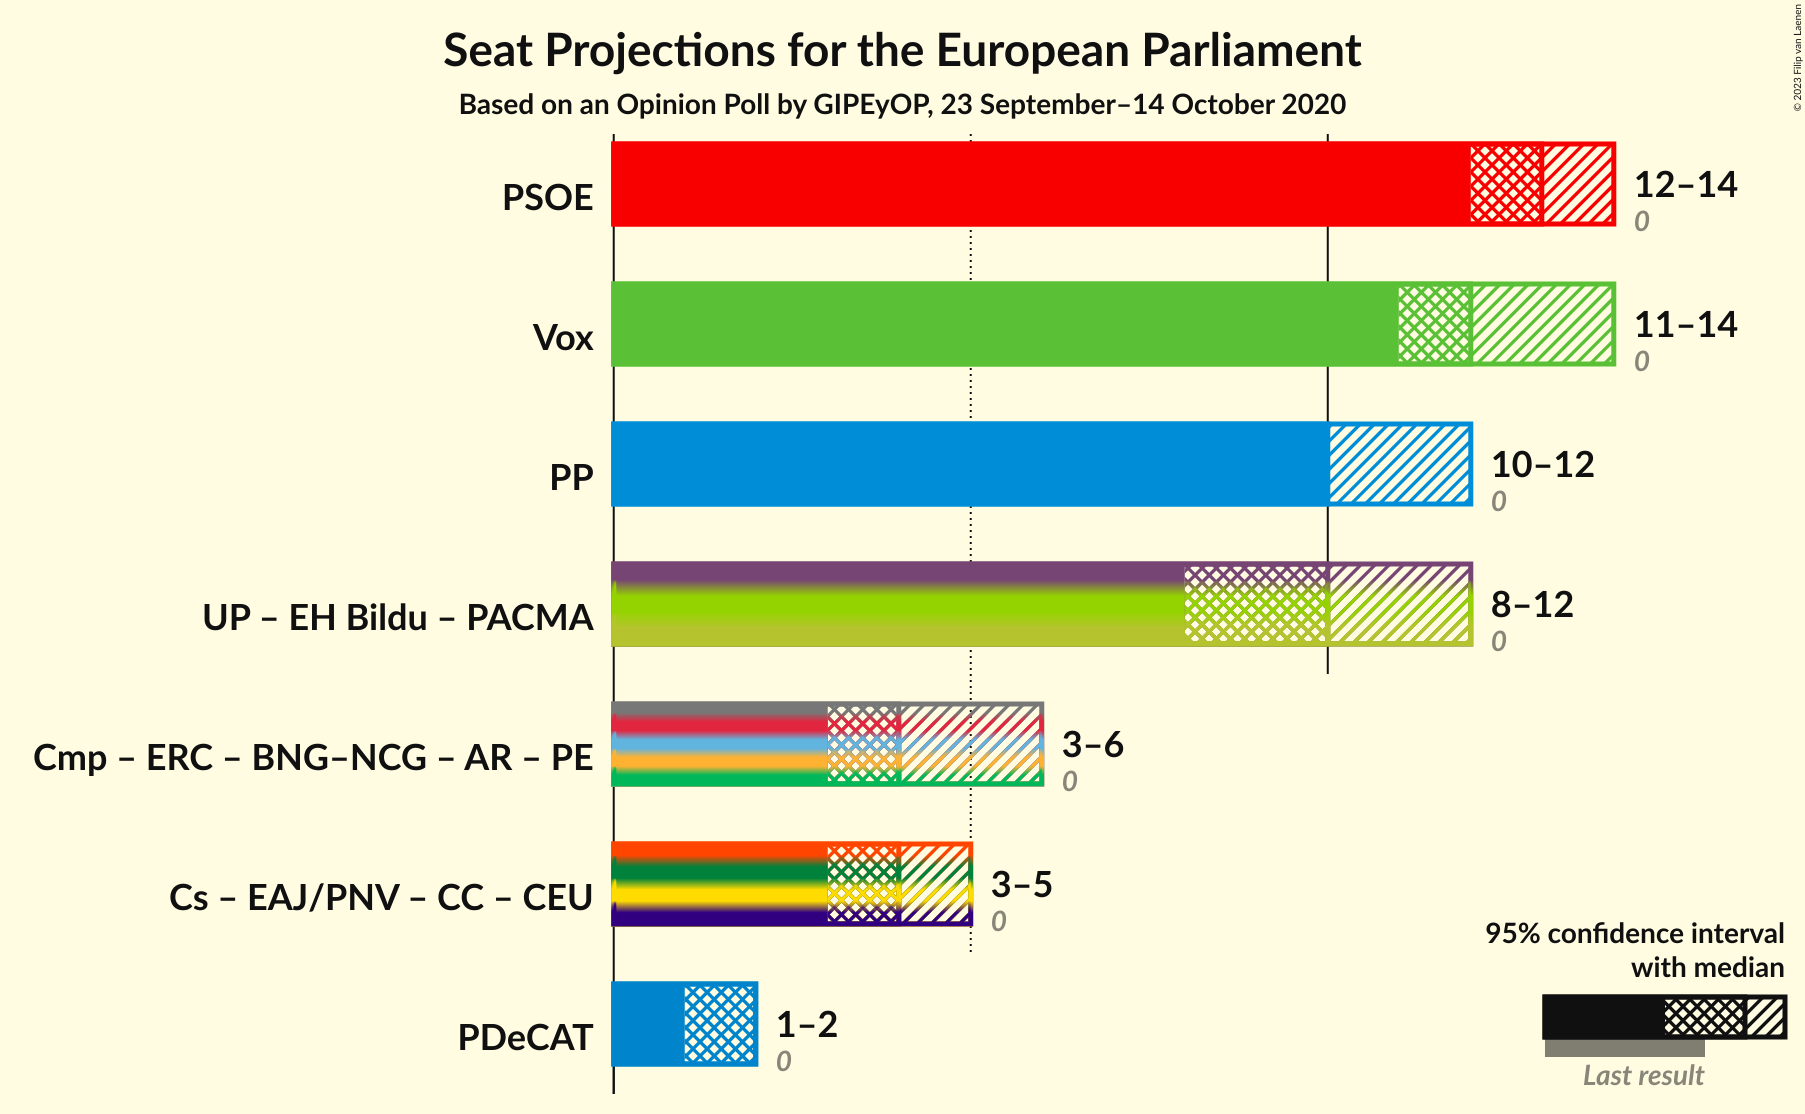 Seat Projections for the European Parliament
Based on an Opinion Poll by GIPEyOP, 23 September–14 October 2020
© 2023 Filip van Laenen
PSOE
12–14
0
Vox
11–14
0
PP
10–12
0
UP – EH Bildu – PACMA
8–12
0
Cmp – ERC – BNG–NCG – AR – PE
3–6
0
Cs – EAJ/PNV – CC – CEU
3–5
0
PDeCAT
1–2
0
95% confidence interval
with median
Last result